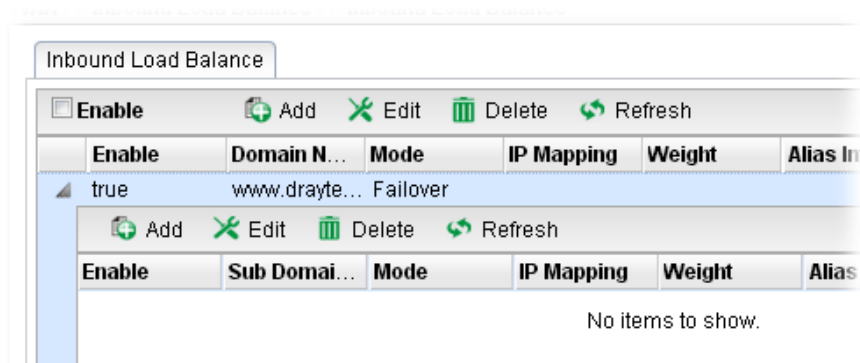 Inbound Load Balance
Enable Add Edit Delete Refresh
Enable Domain N... Mode IP Mapping Weight Alias In
true www.drayte... Failover
Add Edit Delete Refresh
Enable Sub Domai... Mode IP Mapping Weight Alias
No items to show.